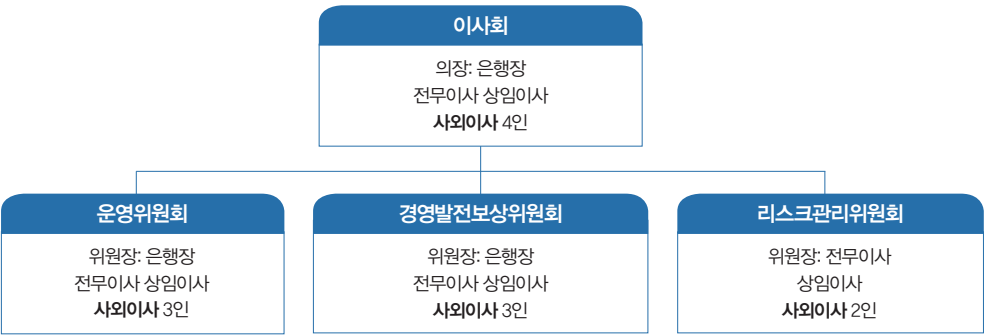 이사회
의장: 은행장
전무이사 상임이사
사외이사 4인
운영위원회
위원장: 은행장
전무이사 상임이사
사외이사 3인
경영발전보상위원회
위원장: 은행장
전무이사 상임이사
사외이사 3인
리스크관리위원회
위원장: 전무이사
상임이사
사외이사 2인